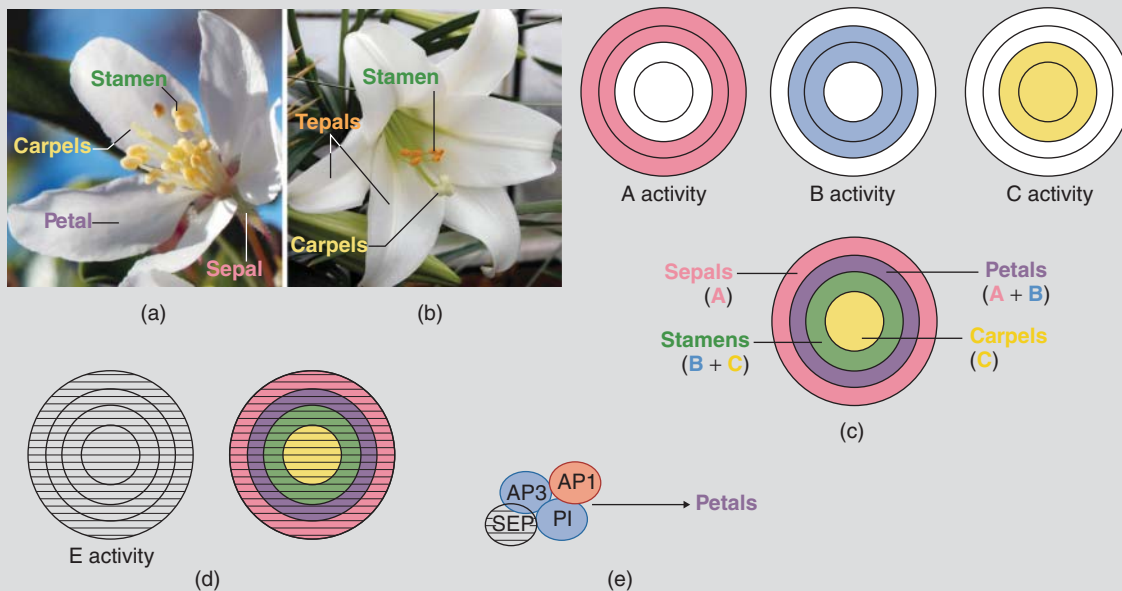 Stamen
Carpels
Petal
Sepal
(a)
Stamen
Tepals
Carpels
(b)
A activity
B activity
C activity
Sepals
(A)
Petals
(A + B)
Stamens
(B + C)
Carpels
(C)
(c)
E activity
(d)
AP3
AP1
SEP
PI
Petals
(e)